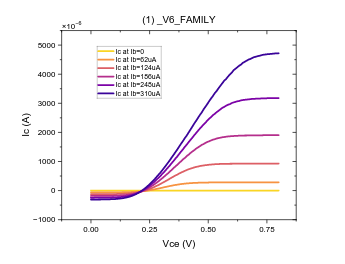 (1) _V6_FAMILY
×10⁻⁶
5000
4000
3000
2000
1000
0
−1000
Ic (A)
Ic at Ib=0
Ic at Ib=62uA
Ic at Ib=124uA
Ic at Ib=186uA
Ic at Ib=248uA
Ic at Ib=310uA
0.00 0.25 0.50 0.75
Vce (V)